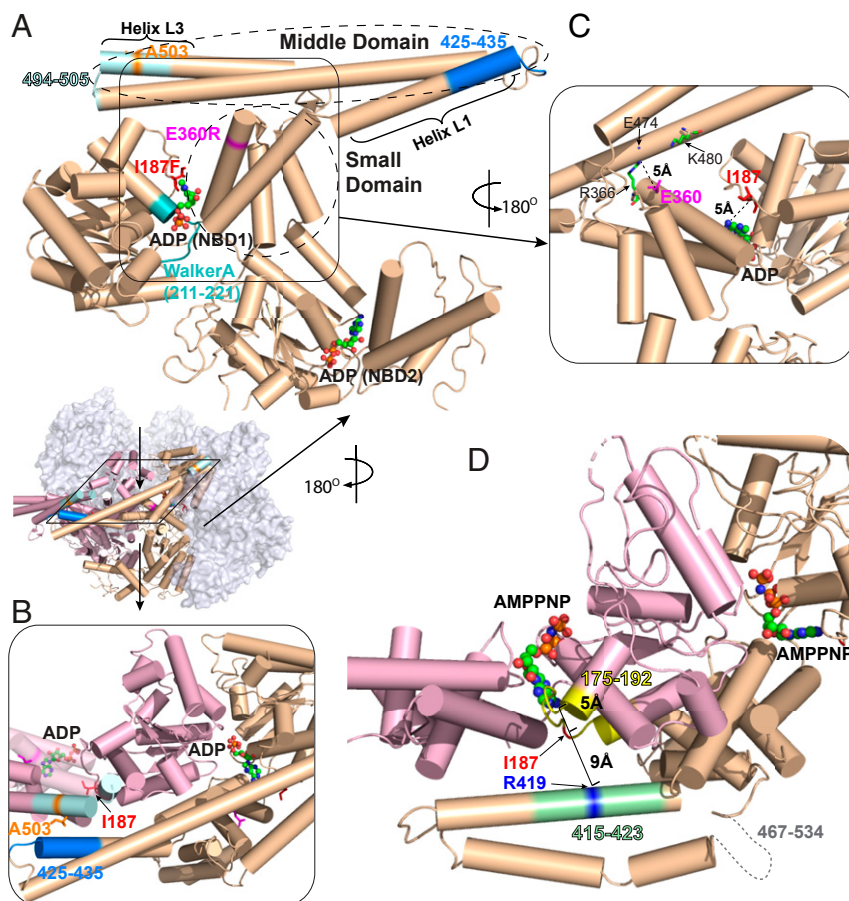 A
Helix L3
A503
Middle Domain
425-435
494-505
Helix L1
E360R
I187F
Small
Domain
ADP (NBD1)
WalkerA
(211-221)
ADP (NBD2)
180º
C
E474
K480
R366
5Å
E360
I187
5Å
ADP
180º
B
ADP
ADP
I187
A503
425-435
D
AMPPNP
AMPPNP
175-192
5Å
I187
9Å
R419
415-423
467-534